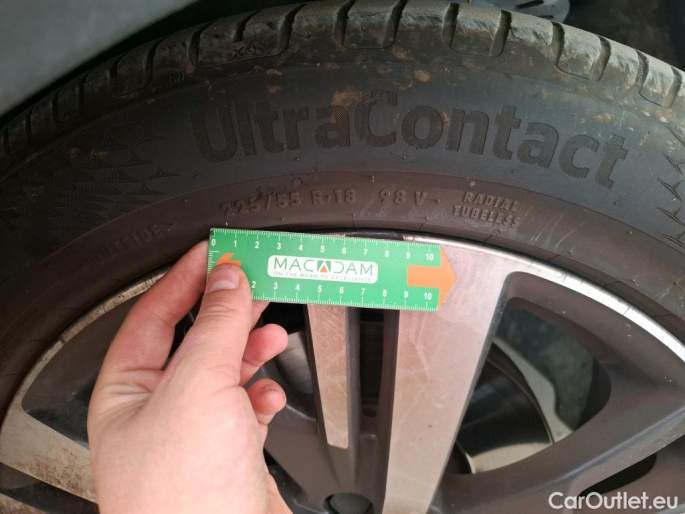 UltraContact
225/55 R-18 98 V
RADIAL
TUBELESS
0 1 2 3 4 5 6 7 8 9 10
MACADAM
2 3 4 5 6 7 8 9 10
CarOutlet.eu